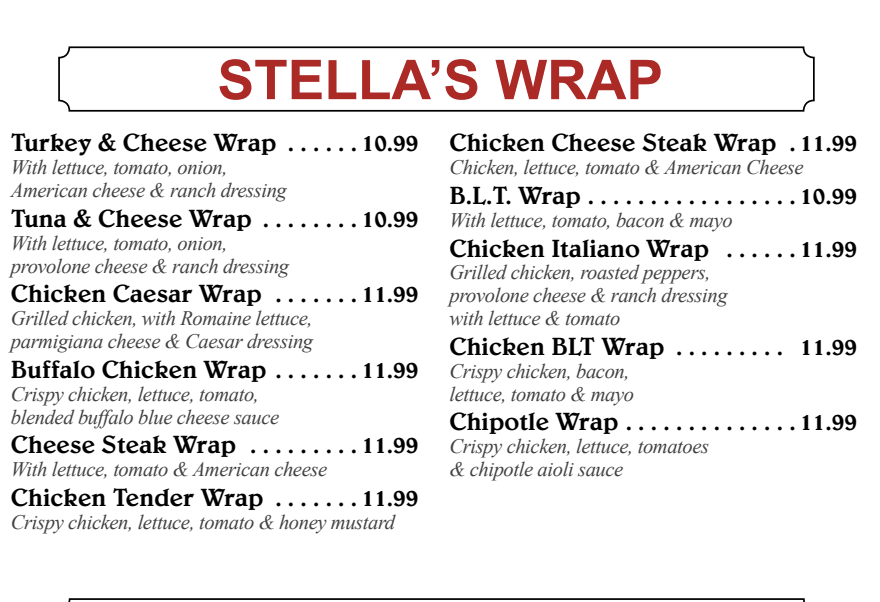 STELLA’S WRAP
Turkey & Cheese Wrap ......10.99
With lettuce, tomato, onion,
American cheese & ranch dressing
Tuna & Cheese Wrap ........10.99
With lettuce, tomato, onion,
provolone cheese & ranch dressing
Chicken Caesar Wrap .......11.99
Grilled chicken, with Romaine lettuce,
parmigiana cheese & Caesar dressing
Buffalo Chicken Wrap .......11.99
Crispy chicken, lettuce, tomato,
blended buffalo blue cheese sauce
Cheese Steak Wrap .........11.99
With lettuce, tomato & American cheese
Chicken Tender Wrap .......11.99
Crispy chicken, lettuce, tomato & honey mustard
Chicken Cheese Steak Wrap .11.99
Chicken, lettuce, tomato & American Cheese
B.L.T. Wrap .................10.99
With lettuce, tomato, bacon & mayo
Chicken Italiano Wrap ......11.99
Grilled chicken, roasted peppers,
provolone cheese & ranch dressing
with lettuce & tomato
Chicken BLT Wrap ......... 11.99
Crispy chicken, bacon,
lettuce, tomato & mayo
Chipotle Wrap ..............11.99
Crispy chicken, lettuce, tomatoes
& chipotle aioli sauce